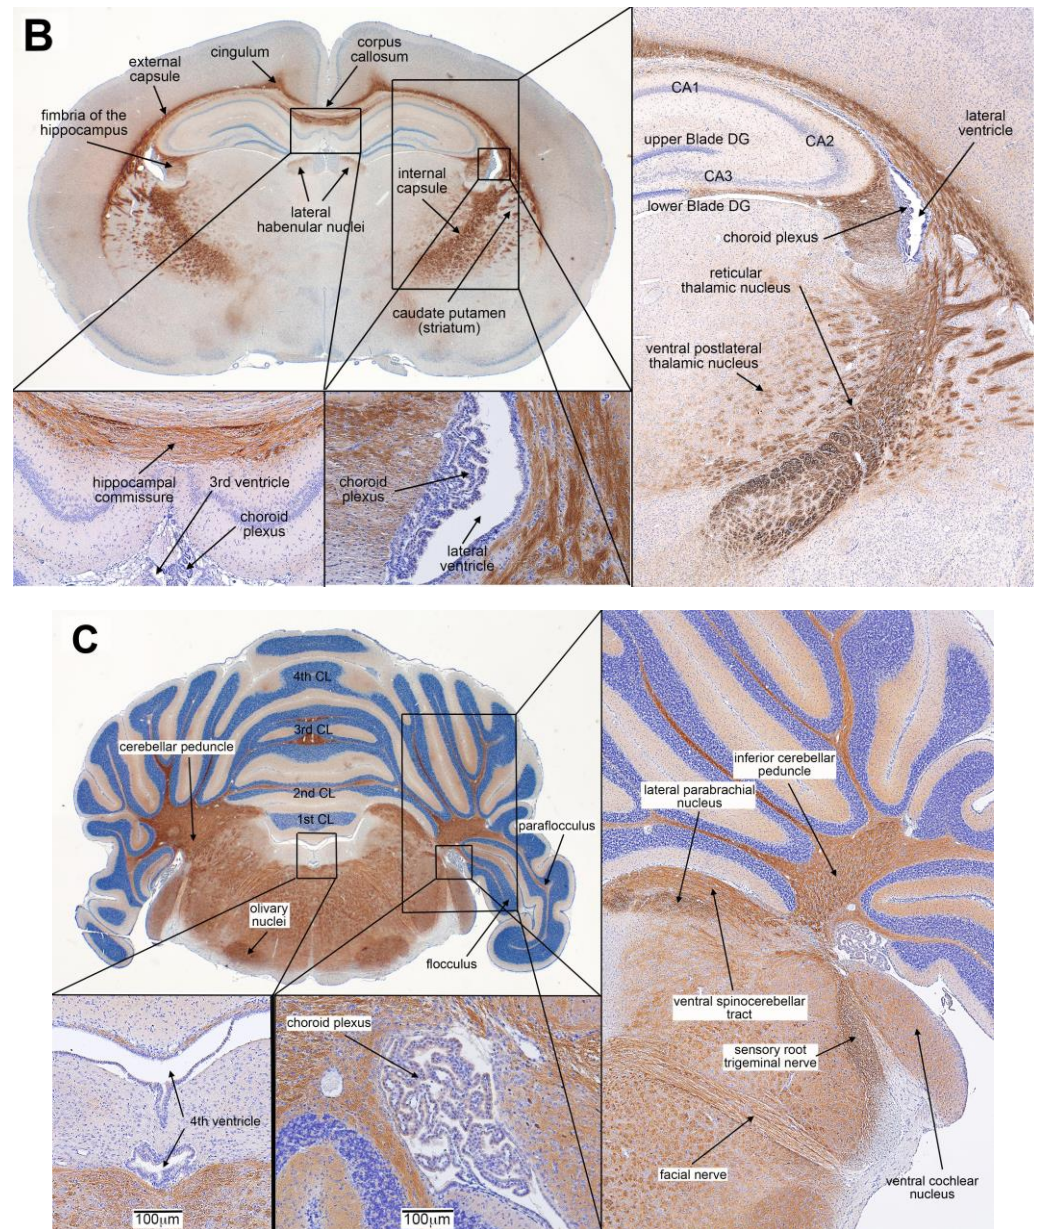 B
corpus
callosum
cingulum
external
capsule
fimbria of the
hippocampus
lateral
habenular nuclei
internal
capsule
caudate putamen
(striatum)
CA1
lateral
ventricle
upper Blade DG
CA2
CA3
lower Blade DG
choroid plexus
reticular
thalamic nucleus
ventral postlateral
thalamic nucleus
hippocampal
commissure
3rd ventricle
choroid
plexus
choroid
plexus
lateral
ventricle
C
4th CL
3rd CL
cerebellar peduncle
2nd CL
1st CL
paraflocculus
olivary
nuclei
flocculus
inferior cerebellar
peduncle
lateral parabrachial
nucleus
ventral spinocerebellar
tract
sensory root
trigeminal nerve
facial nerve
ventral cochlear
nucleus
4th ventricle
100µm
choroid plexus
100µm